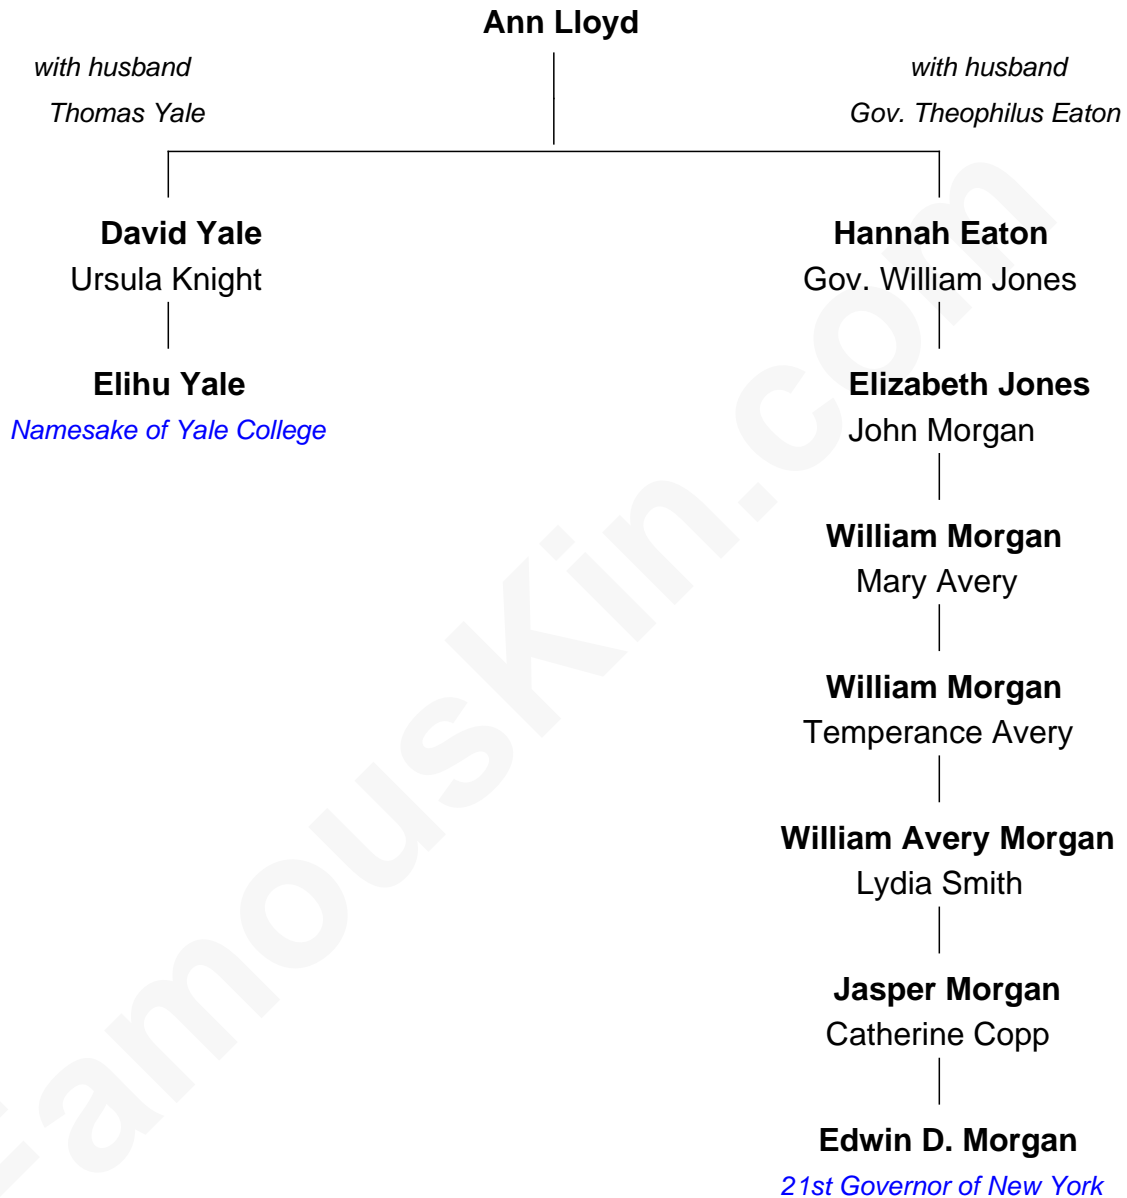 Ann Lloyd
with husband
Thomas Yale
with husband
Gov. Theophilus Eaton
David Yale
Ursula Knight
Hannah Eaton
Gov. William Jones
Elihu Yale
Namesake of Yale College
Elizabeth Jones
John Morgan
William Morgan
Mary Avery
William Morgan
Temperance Avery
William Avery Morgan
Lydia Smith
Jasper Morgan
Catherine Copp
Edwin D. Morgan
21st Governor of New York
FamousKin.com